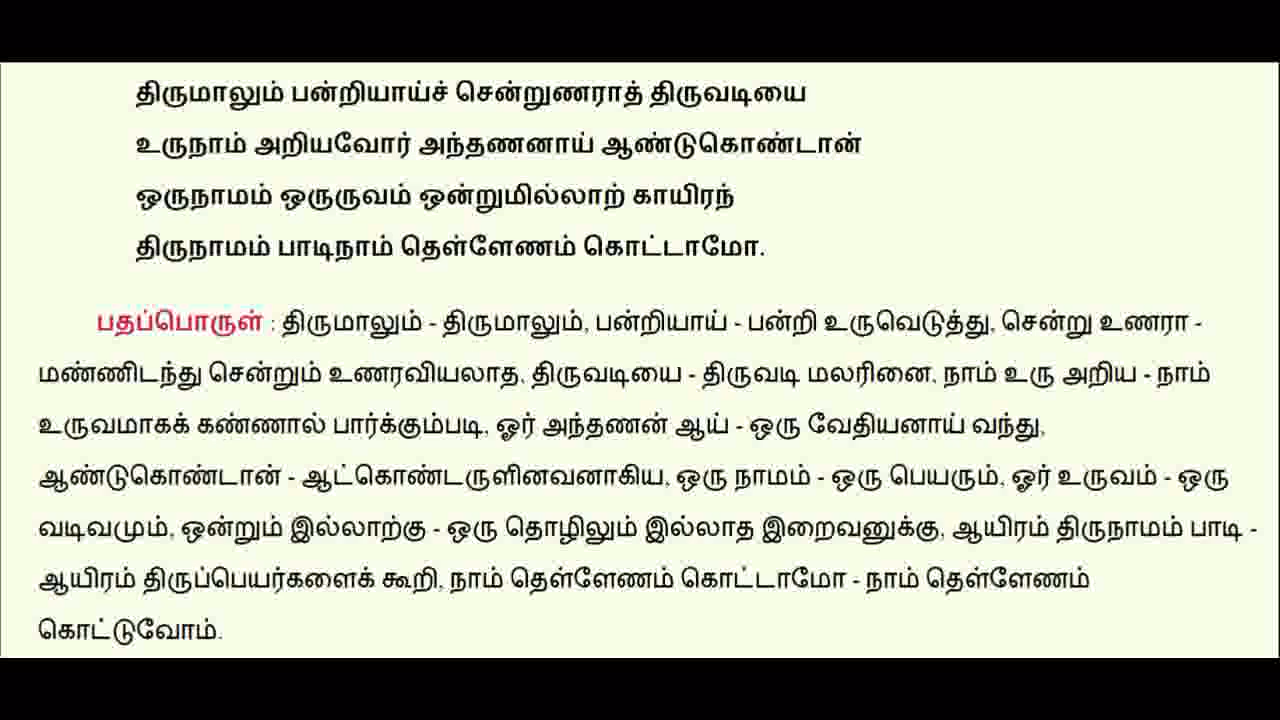 திருமாலும் பன்றியாய்ச் சென்றுணராத் திருவடியை
உருநாம் அறியவோர் அந்தணனாய் ஆண்டுகொண்டான்
ஒருநாமம் ஒருருவம் ஒன்றுமில்லாற் காயிரந்
திருநாமம் பாடிநாம் தெள்ளேணம் கொட்டாமோ.
பதப்பொருள் : திருமாலும் - திருமாலும், பன்றியாய் - பன்றி உருவெடுத்து, சென்று உணரா -
மண்ணிடந்து சென்றும் உணரவியலாத, திருவடியை - திருவடி மலரினை, நாம் உரு அறிய - நாம்
உருவமாகக் கண்ணால் பார்க்கும்படி, ஓர் அந்தணன் ஆய் - ஒரு வேதியனாய் வந்து,
ஆண்டுகொண்டான் - ஆட்கொண்டருளினவனாகிய, ஒரு நாமம் - ஒரு பெயரும், ஓர் உருவம் - ஒரு
வடிவமும், ஒன்றும் இல்லாற்கு - ஒரு தொழிலும் இல்லாத இறைவனுக்கு, ஆயிரம் திருநாமம் பாடி -
ஆயிரம் திருப்பெயர்களைக் கூறி, நாம் தெள்ளேணம் கொட்டாமோ - நாம் தெள்ளேணம்
கொட்டுவோம்.